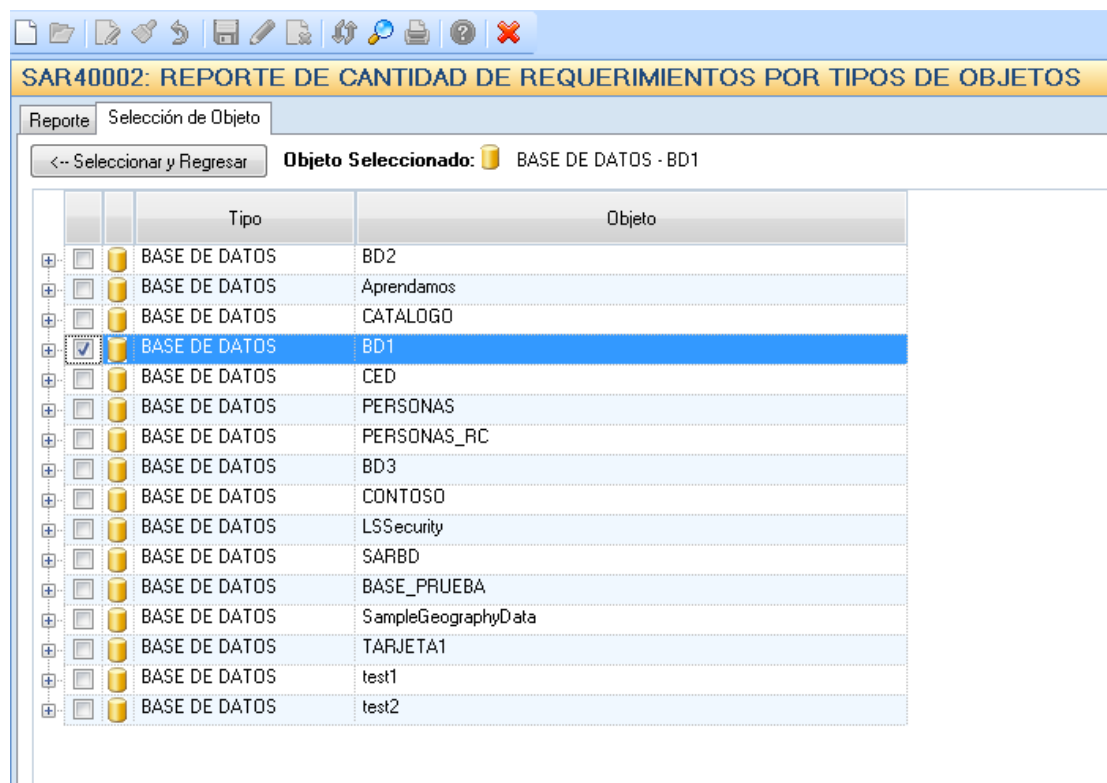 SAR40002: REPORTE DE CANTIDAD DE REQUERIMIENTOS POR TIPOS DE OBJETOS
Reporte Selección de Objeto
<-- Seleccionar y Regresar Objeto Seleccionado: BASE DE DATOS - BD1
Tipo Objeto
BASE DE DATOS BD2
BASE DE DATOS Aprendamos
BASE DE DATOS CATALOGO
BASE DE DATOS BD1
BASE DE DATOS CED
BASE DE DATOS PERSONAS
BASE DE DATOS PERSONAS_RC
BASE DE DATOS BD3
BASE DE DATOS CONTOSO
BASE DE DATOS LSSecurity
BASE DE DATOS SARBD
BASE DE DATOS BASE_PRUEBA
BASE DE DATOS SampleGeographyData
BASE DE DATOS TARJETA1
BASE DE DATOS test1
BASE DE DATOS test2